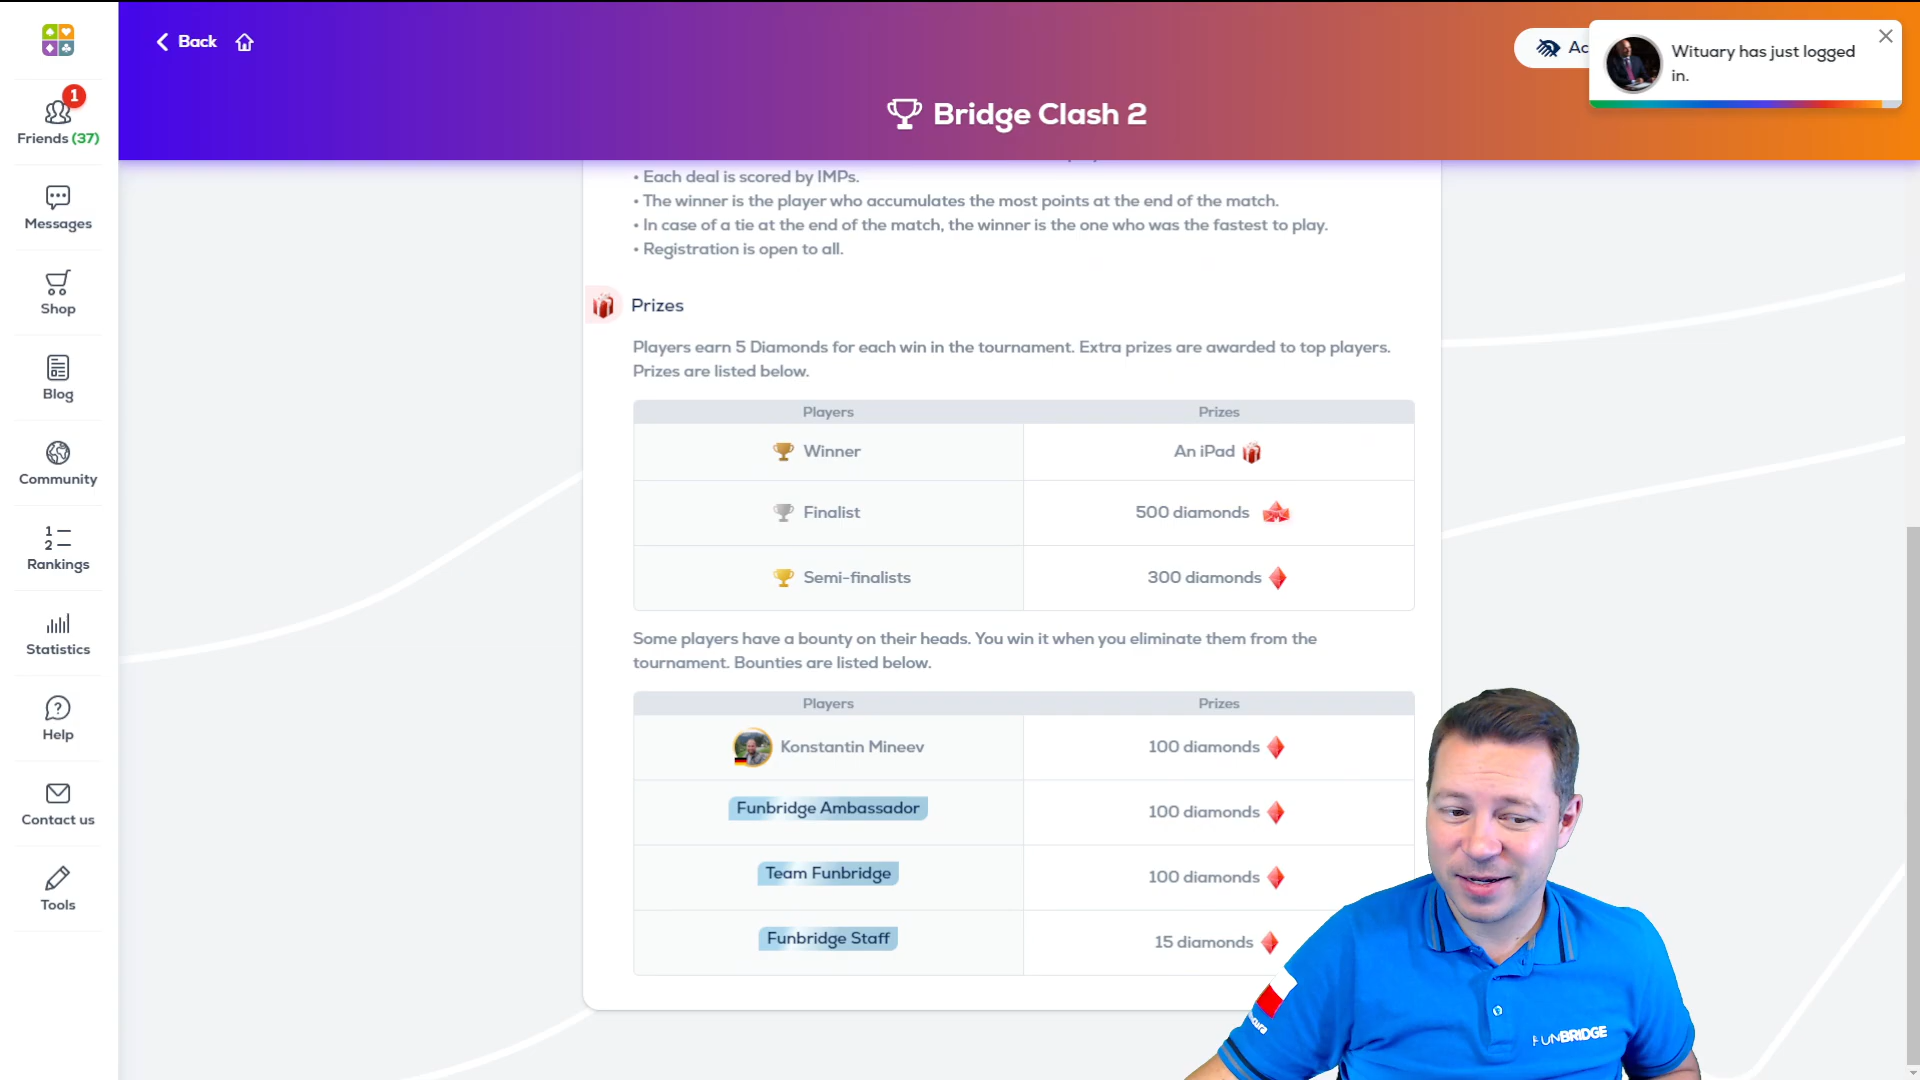 Back
Ac
Wituary has just logged
in.
Bridge Clash 2
1
Friends (37)
Messages
Shop
Blog
Community
1
2
Rankings
Statistics
Help
Contact us
Tools
• Each deal is scored by IMPs.
• The winner is the player who accumulates the most points at the end of the match.
• In case of a tie at the end of the match, the winner is the one who was the fastest to play.
• Registration is open to all.
Prizes
Players earn 5 Diamonds for each win in the tournament. Extra prizes are awarded to top players.
Prizes are listed below.
Players Prizes
Winner An iPad
Finalist 500 diamonds
Semi-finalists 300 diamonds
Some players have a bounty on their heads. You win it when you eliminate them from the
tournament. Bounties are listed below.
Players Prizes
Konstantin Mineev 100 diamonds
Funbridge Ambassador 100 diamonds
Team Funbridge 100 diamonds
Funbridge Staff 15 diamonds
FUNBRIDGE